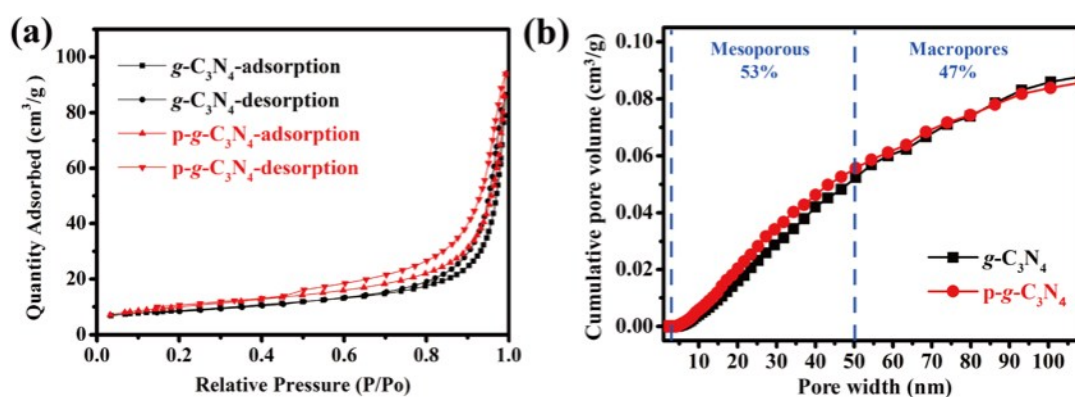 (a)
100
80
60
40
20
0
Quantity Adsorbed (cm³/g)
g-C₃N₄-adsorption
g-C₃N₄-desorption
p-g-C₃N₄-adsorption
p-g-C₃N₄-desorption
0.0 0.2 0.4 0.6 0.8 1.0
Relative Pressure (P/Po)
(b)
0.10
0.08
0.06
0.04
0.02
0.00
Cumulative pore volume (cm³/g)
Mesoporous
53%
Macropores
47%
g-C₃N₄
p-g-C₃N₄
10 20 30 40 50 60 70 80 90 100
Pore width (nm)